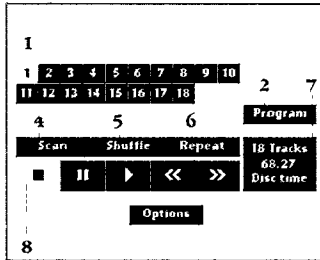 1
1 2 3 4 5 6 7 8 9 10
11 12 13 14 15 16 17 18
2 7
Program
4 5 6
Scan Shuffle Repeat
18 Tracks
68.27
Disc time
Options
8